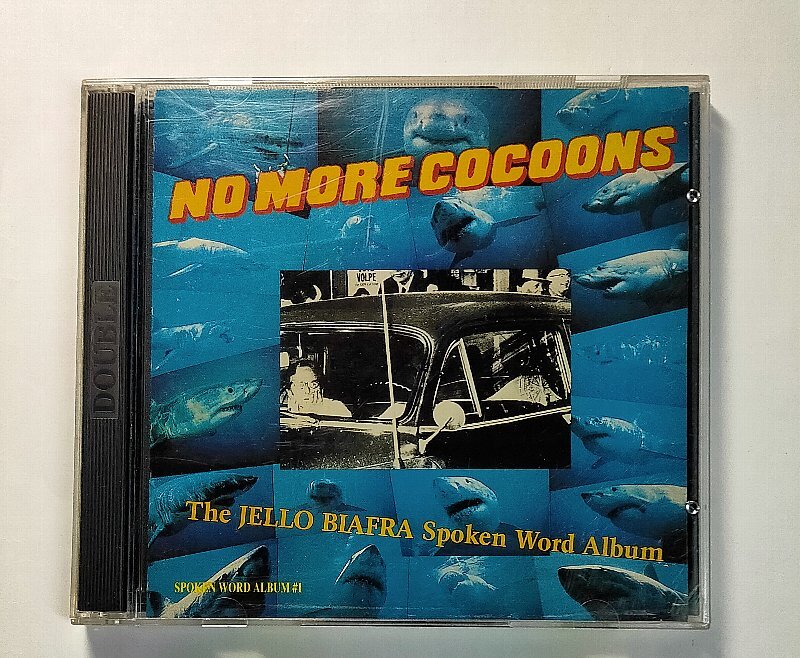 NO MORE COCOONS
VOLPE
DOUBLE
The JELLO BIAFRA Spoken Word Album
SPOKEN WORD ALBUM #1